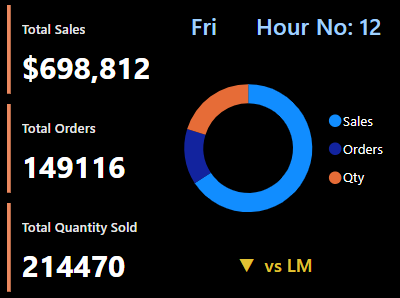 Total Sales
$698,812
Total Orders
149116
Total Quantity Sold
214470
Fri
Hour No: 12
Sales
Orders
Qty
▼ vs LM